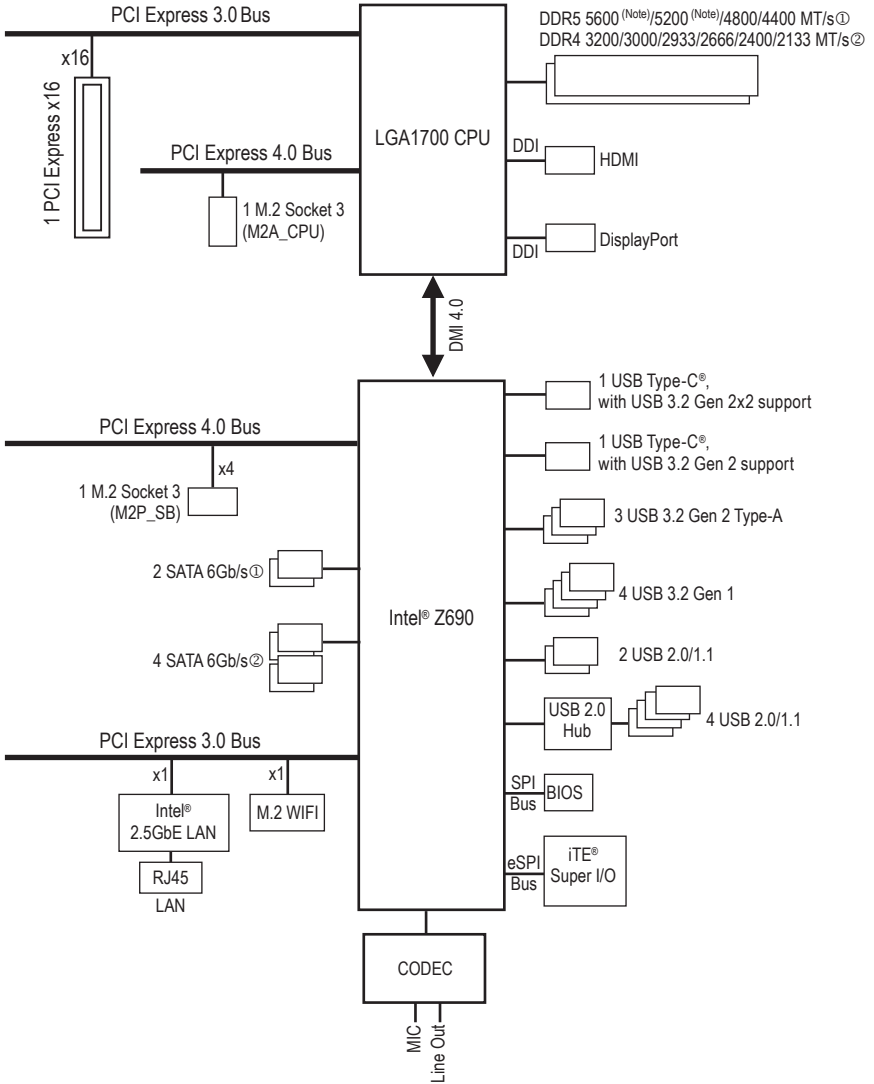 PCI Express 3.0 Bus
x16
1 PCI Express x16
PCI Express 4.0 Bus
1 M.2 Socket 3
(M2A_CPU)
LGA1700 CPU
DDR5 5600 (Note)/5200 (Note)/4800/4400 MT/s①
DDR4 3200/3000/2933/2666/2400/2133 MT/s②
DDI
HDMI
DDI
DisplayPort
DMI 4.0
PCI Express 4.0 Bus
x4
1 M.2 Socket 3
(M2P_SB)
2 SATA 6Gb/s①
4 SATA 6Gb/s②
PCI Express 3.0 Bus
x1
x1
Intel®
2.5GbE LAN
M.2 WIFI
RJ45
LAN
Intel® Z690
1 USB Type-C®,
with USB 3.2 Gen 2x2 support
1 USB Type-C®,
with USB 3.2 Gen 2 support
3 USB 3.2 Gen 2 Type-A
4 USB 3.2 Gen 1
2 USB 2.0/1.1
USB 2.0
Hub
4 USB 2.0/1.1
SPI
Bus
BIOS
eSPI
Bus
iTE®
Super I/O
CODEC
MIC
Line Out